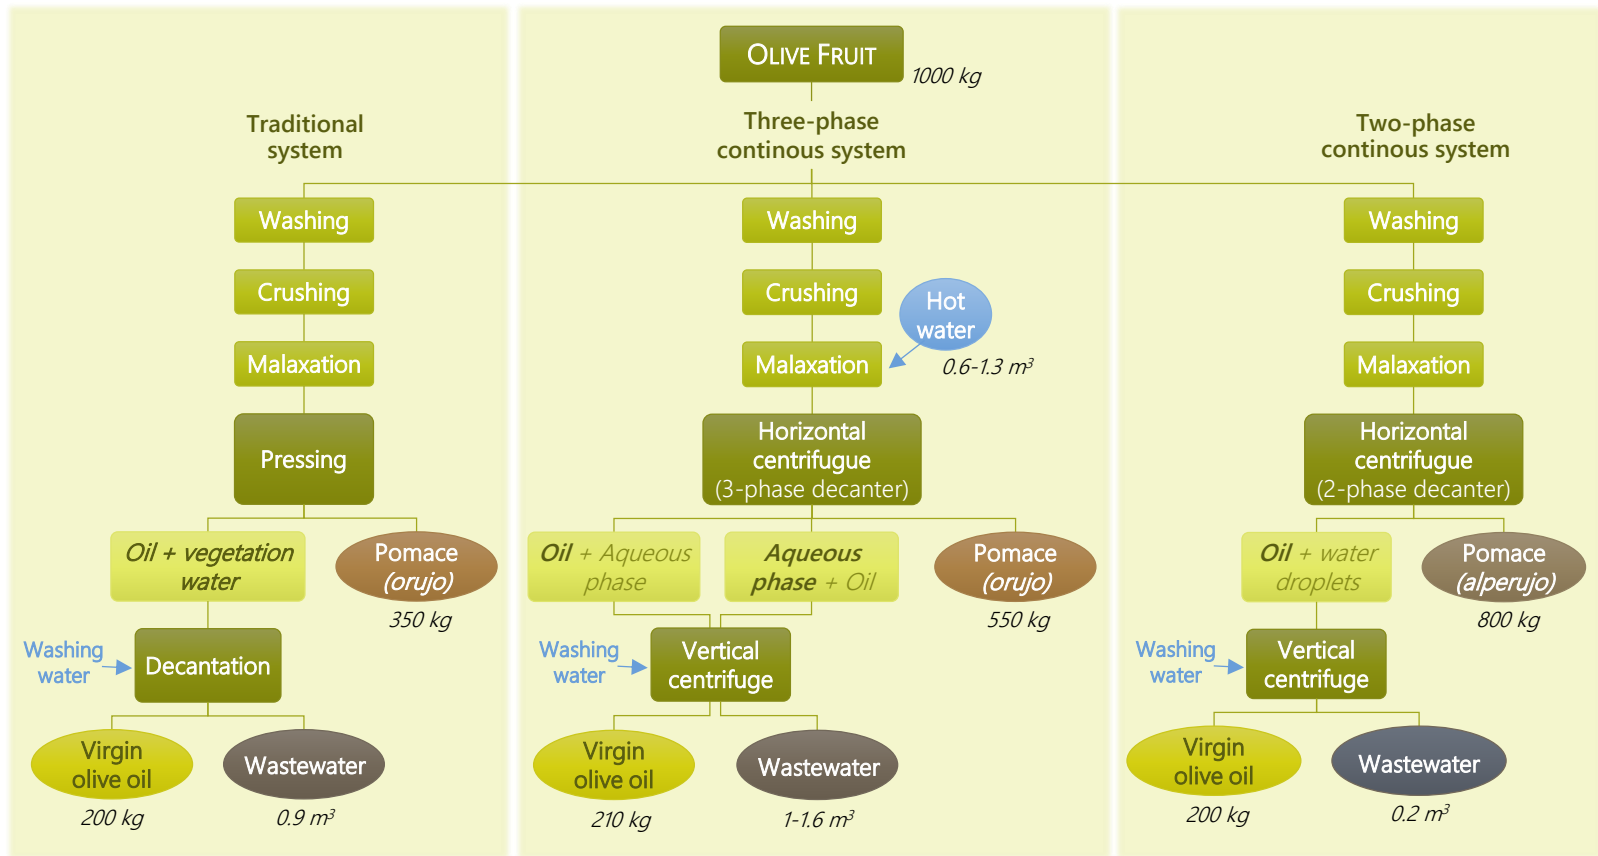 OLIVE FRUIT
1000 kg
Traditional
system
Washing
Crushing
Malaxation
Pressing
Oil + vegetation
water
Pomace
(orujo)
350 kg
Washing
water
Decantation
Virgin
olive oil
200 kg
Wastewater
0.9 m³
Three-phase
continous system
Washing
Crushing
Hot
water
0.6-1.3 m³
Malaxation
Horizontal
centrifugue
(3-phase decanter)
Oil + Aqueous
phase
Aqueous
phase + Oil
Pomace
(orujo)
550 kg
Washing
water
Vertical
centrifuge
Virgin
olive oil
210 kg
Wastewater
1-1.6 m³
Two-phase
continous system
Washing
Crushing
Malaxation
Horizontal
centrifugue
(2-phase decanter)
Oil + water
droplets
Pomace
(alperujo)
800 kg
Washing
water
Vertical
centrifuge
Virgin
olive oil
200 kg
Wastewater
0.2 m³